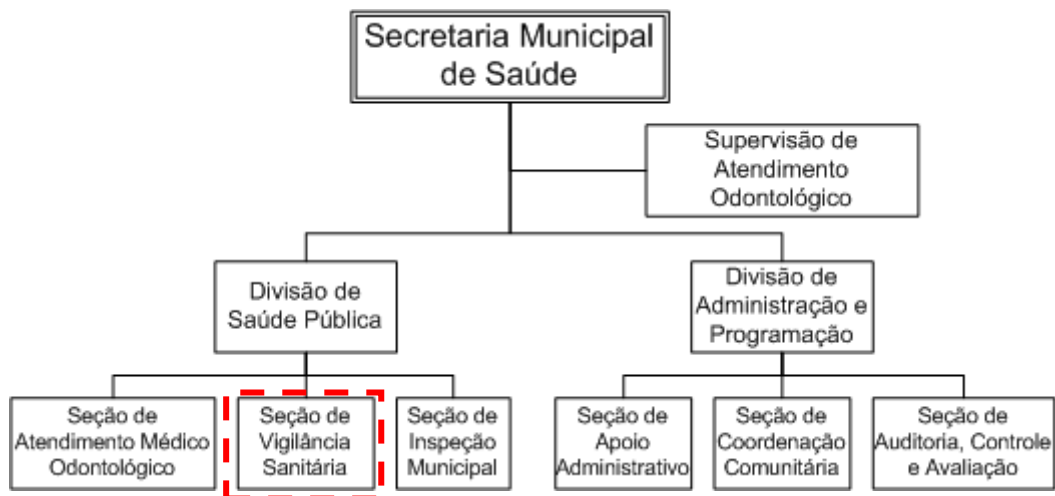 Secretaria Municipal
de Saúde
Supervisão de
Atendimento
Odontológico
Divisão de
Saúde Pública
Divisão de
Administração e
Programação
Seção de
Atendimento Médico
Odontológico
Seção de
Vigilância
Sanitária
Seção de
Inspeção
Municipal
Seção de
Apoio
Administrativo
Seção de
Coordenação
Comunitária
Seção de
Auditoria, Controle
e Avaliação